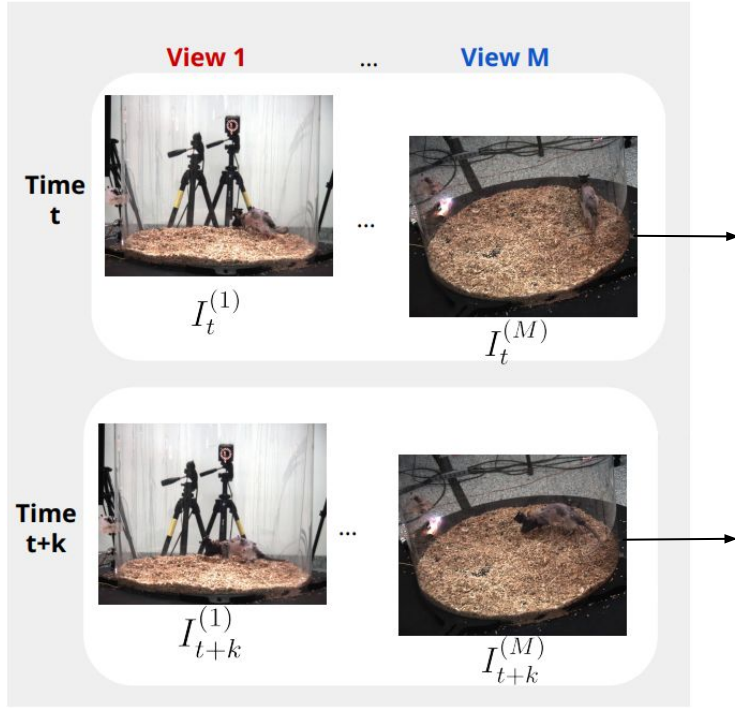 View 1 ... View M
Time
t
...
I_t^{(1)}
I_t^{(M)}
Time
t+k
...
I_{t+k}^{(1)}
I_{t+k}^{(M)}